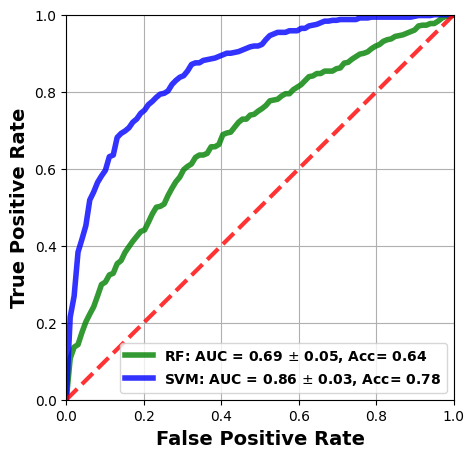 1.0
0.8
0.6
0.4
0.2
0.0
True Positive Rate
RF: AUC = 0.69 ± 0.05, Acc= 0.64
SVM: AUC = 0.86 ± 0.03, Acc= 0.78
0.0 0.2 0.4 0.6 0.8 1.0
False Positive Rate